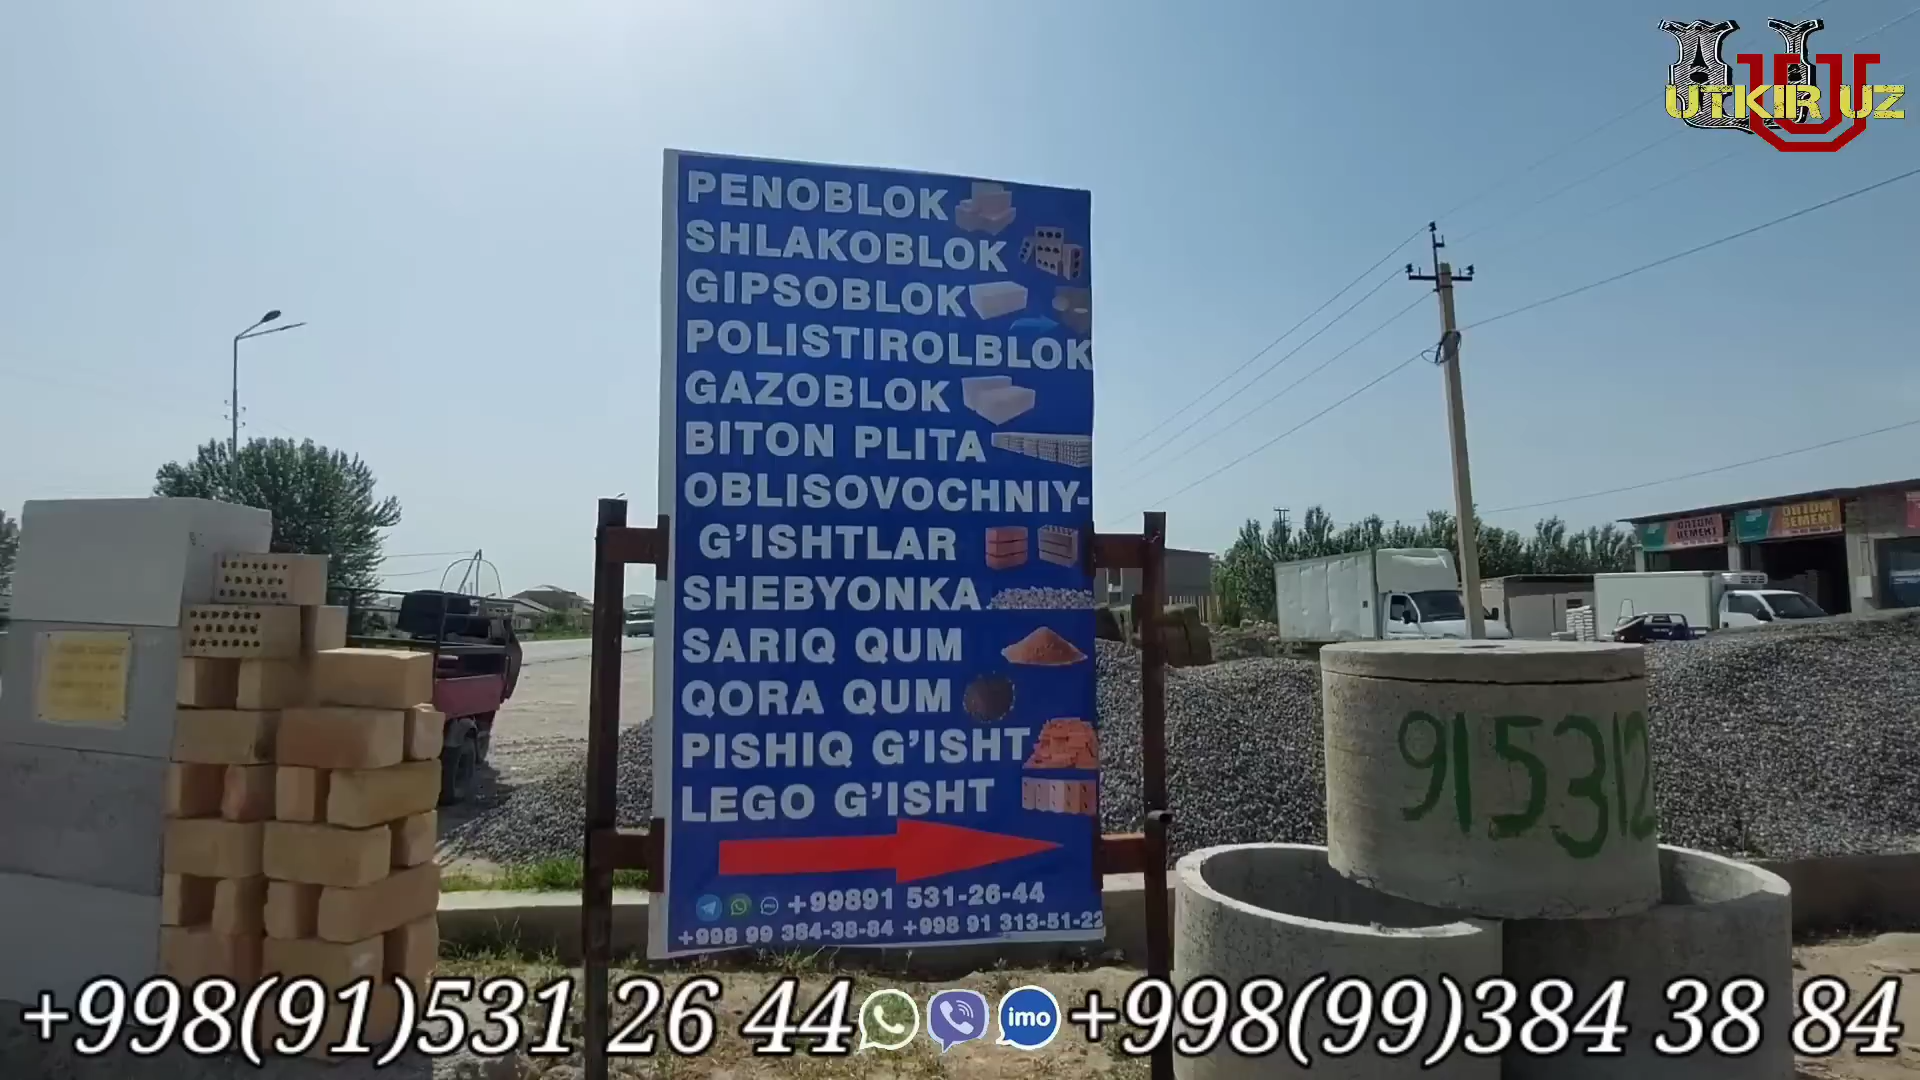 UTKIR UZ
PENOBLOK
SHLAKOBLOK
GIPSOBLOK
POLISTIROLBLOK
GAZOBLOK
BITON PLITA
OBLISOVOCHNIY-
G'ISHTLAR
SHEBYONKA
SARIQ QUM
QORA QUM
PISHIQ G'ISHT
LEGO G'ISHT
+99891 531-26-44
+998 99 384-38-84 +998 91 313-51-22
915312
+998(91)531 26 44 imo +998(99)384 38 84